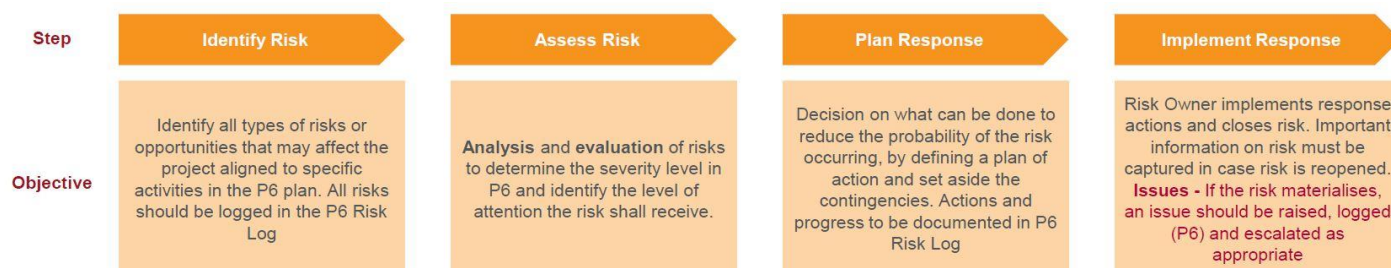 Step
Identify Risk
Assess Risk
Plan Response
Implement Response
Objective
Identify all types of risks or
opportunities that may affect the
project aligned to specific
activities in the P6 plan. All risks
should be logged in the P6 Risk
Log
Analysis and evaluation of risks
to determine the severity level in
P6 and identify the level of
attention the risk shall receive.
Decision on what can be done to
reduce the probability of the risk
occurring, by defining a plan of
action and set aside the
contingencies. Actions and
progress to be documented in P6
Risk Log
Risk Owner implements response
actions and closes risk. Important
information on risk must be
captured in case risk is reopened.
Issues - If the risk materialises,
an issue should be raised, logged
(P6) and escalated as
appropriate